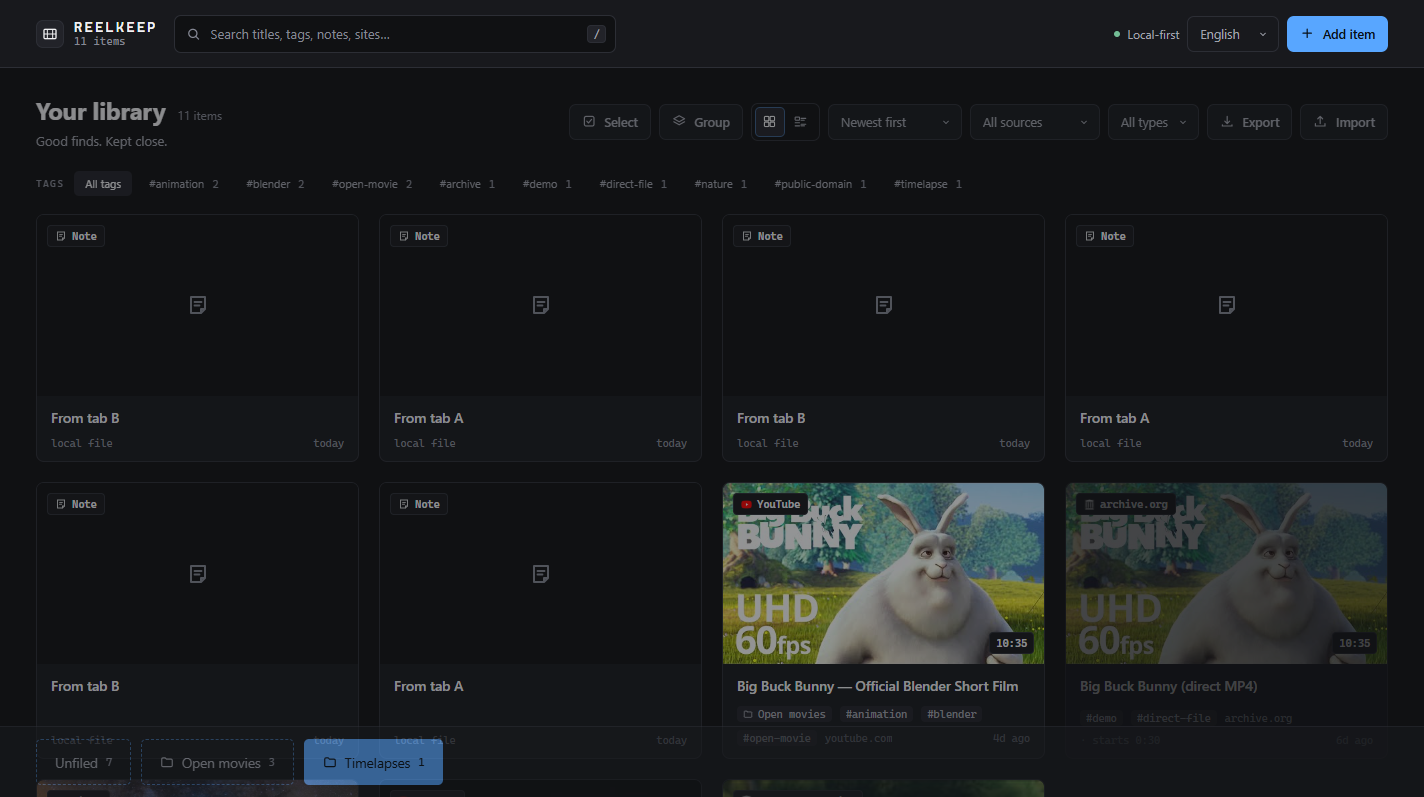 REELKEEP
11 items
Search titles, tags, notes, sites...
/
Local-first
English
Add item
Your library 11 items
Good finds. Kept close.
Select
Group
Newest first
All sources
All types
Export
Import
TAGS All tags #animation 2 #blender 2 #open-movie 2 #archive 1 #demo 1 #direct-file 1 #nature 1 #public-domain 1 #timelapse 1
Note
From tab B
local file today
Note
From tab A
local file today
Note
From tab B
local file today
Note
From tab A
local file today
Note
From tab B
local file today
Note
From tab A
local file today
YouTube
Big Buck
BUNNY
UHD
60fps
10:35
Big Buck Bunny — Official Blender Short Film
Open movies #animation #blender
#open-movie youtube.com 4d ago
archive.org
BUNNY
UHD
60fps
10:35
Big Buck Bunny (direct MP4)
#demo #direct-file archive.org
· starts 0:30 6d ago
Unfiled 7
Open movies 3
Timelapses 1